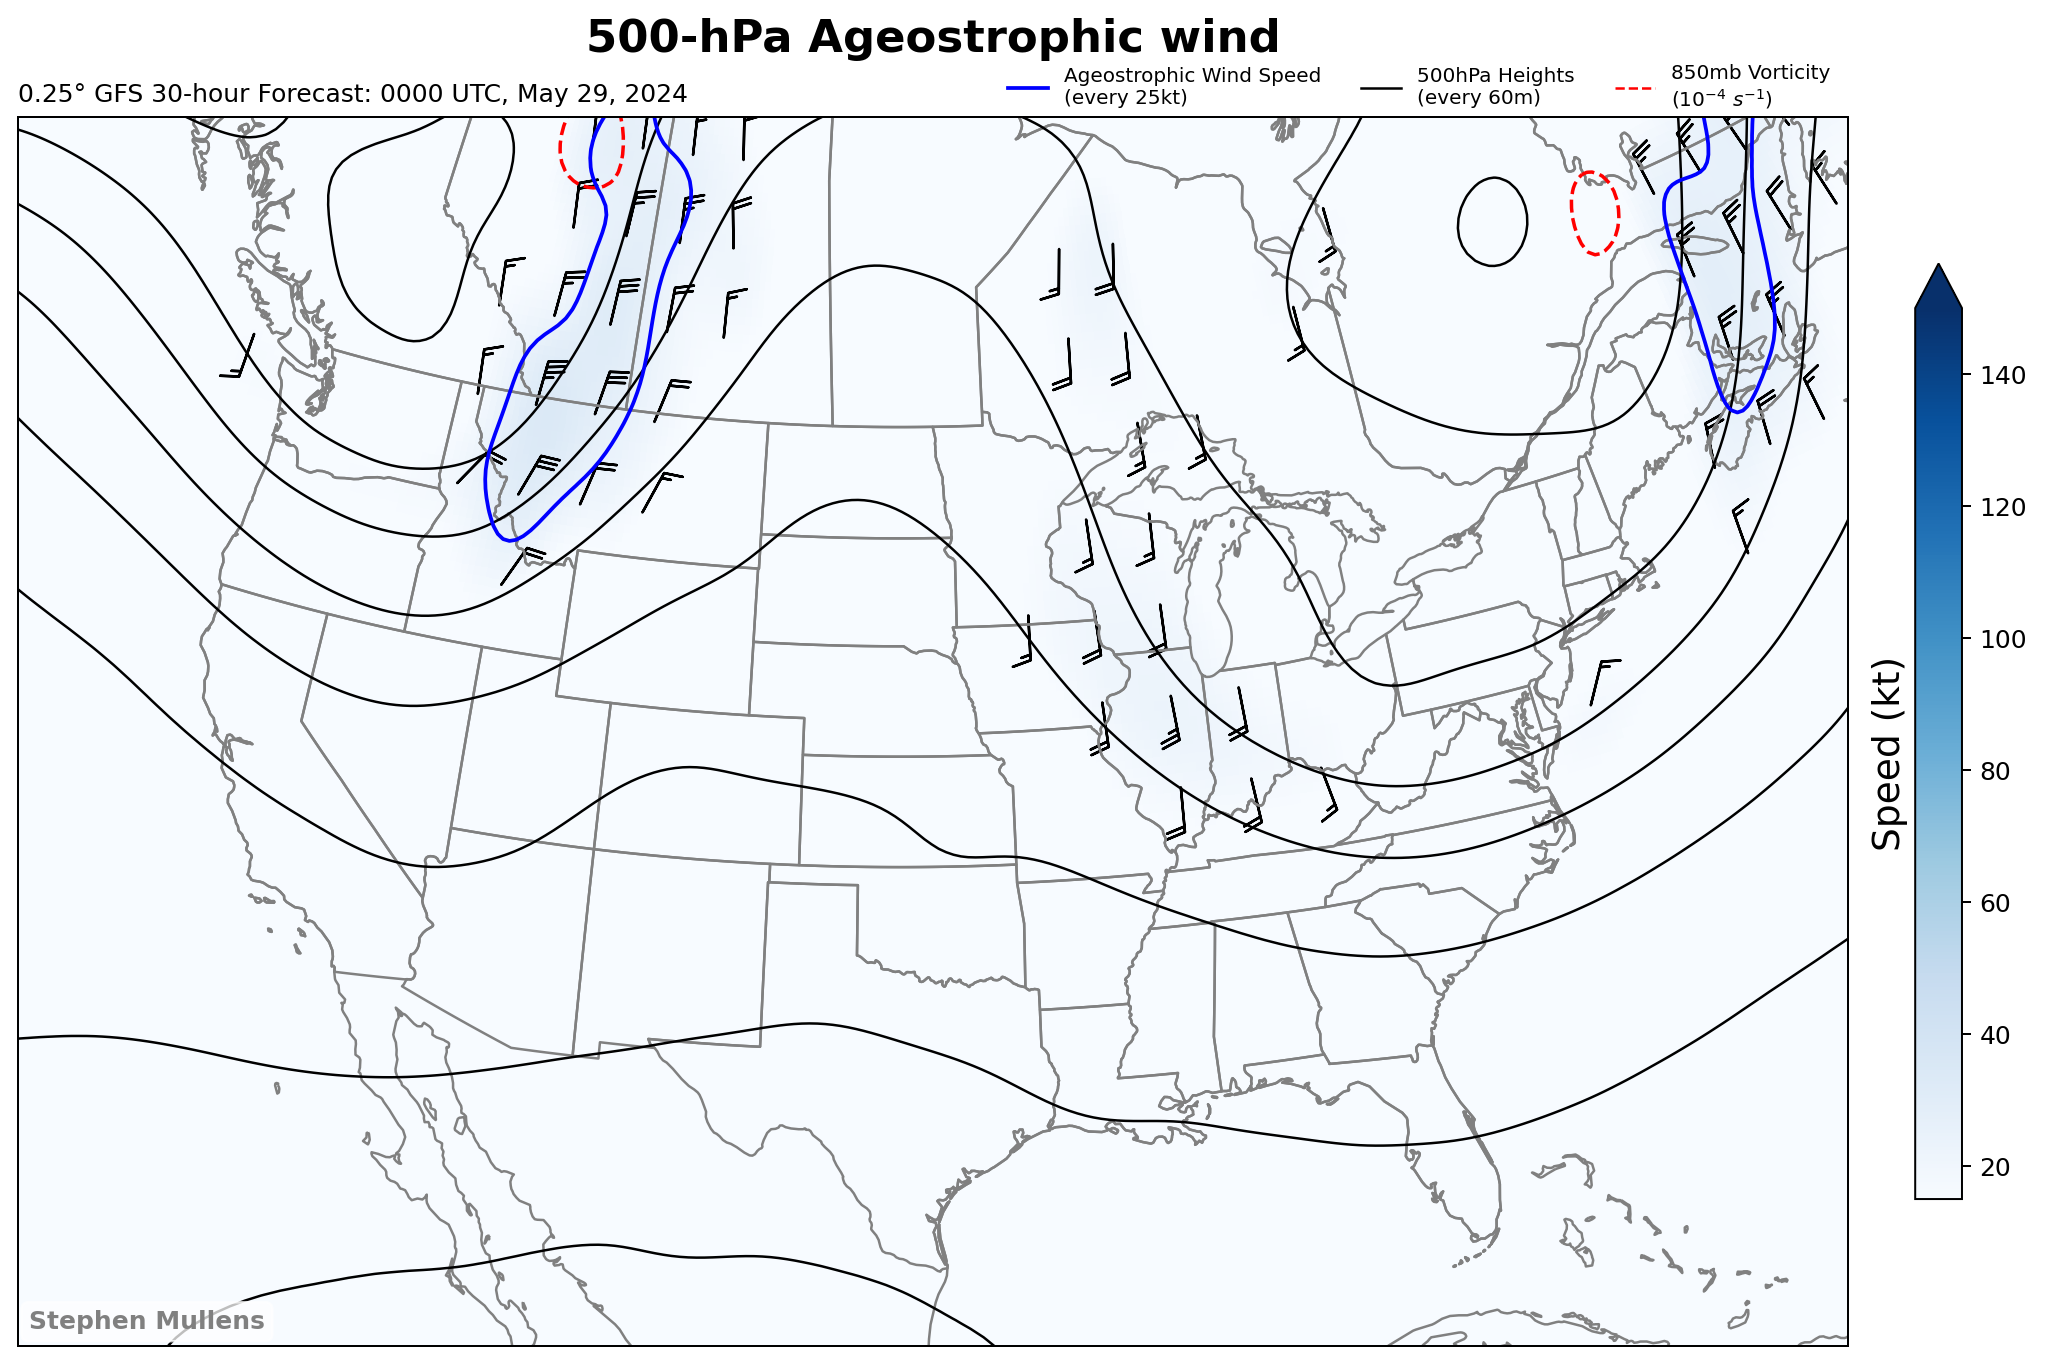 500-hPa Ageostrophic wind
0.25° GFS 30-hour Forecast: 0000 UTC, May 29, 2024
Ageostrophic Wind Speed
(every 25kt)
500hPa Heights
(every 60m)
850mb Vorticity
(10⁻⁴ s⁻¹)
140
120
100
80
60
40
20
Speed (kt)
Stephen Mullens